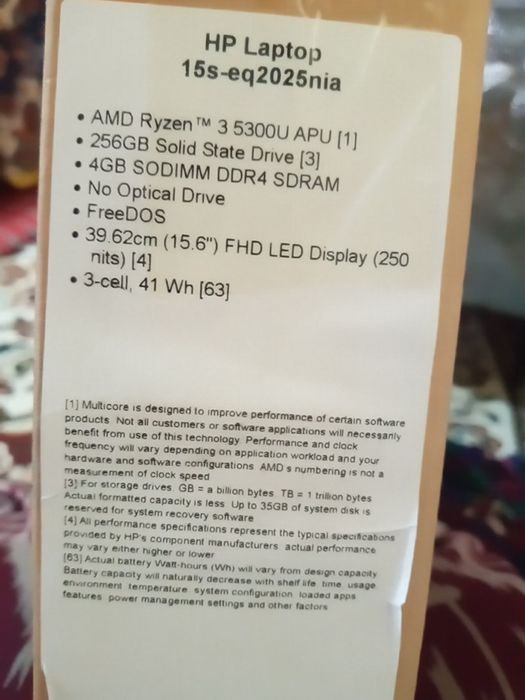 HP Laptop
15s-eq2025nia
• AMD Ryzen™ 3 5300U APU [1]
• 256GB Solid State Drive [3]
• 4GB SODIMM DDR4 SDRAM
• No Optical Drive
• FreeDOS
• 39.62cm (15.6") FHD LED Display (250
nits) [4]
• 3-cell, 41 Wh [63]
[1] Multicore is designed to improve performance of certain software
products Not all customers or software applications will necessarily
benefit from use of this technology Performance and clock
frequency will vary depending on application workload and your
hardware and software configurations AMD s numbering is not a
measurement of clock speed
[3] For storage drives GB = a billion bytes TB = 1 trillion bytes
Actual formatted capacity is less Up to 35GB of system disk is
reserved for system recovery software
[4] All performance specifications represent the typical specifications
provided by HP's component manufacturers actual performance
may vary either higher or lower
[63] Actual battery Watt-hours (Wh) will vary from design capacity
Battery capacity will naturally decrease with shelf life time usage
environment temperature system configuration loaded apps
features power management settings and other factors